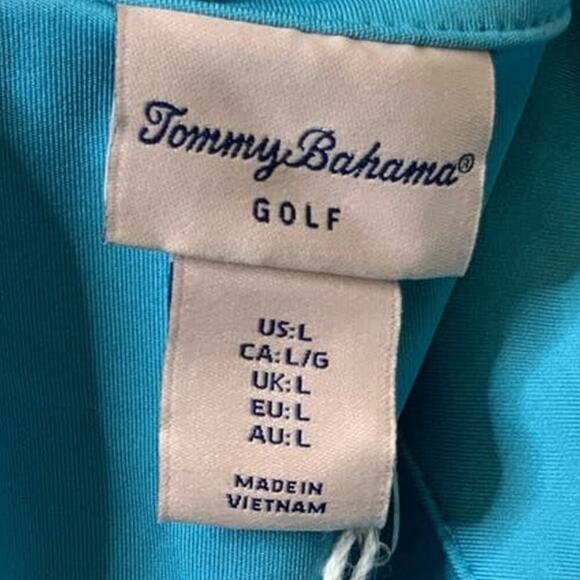 Tommy Bahama®
GOLF
US:L
CA:L/G
UK:L
EU:L
AU:L
MADE IN
VIETNAM